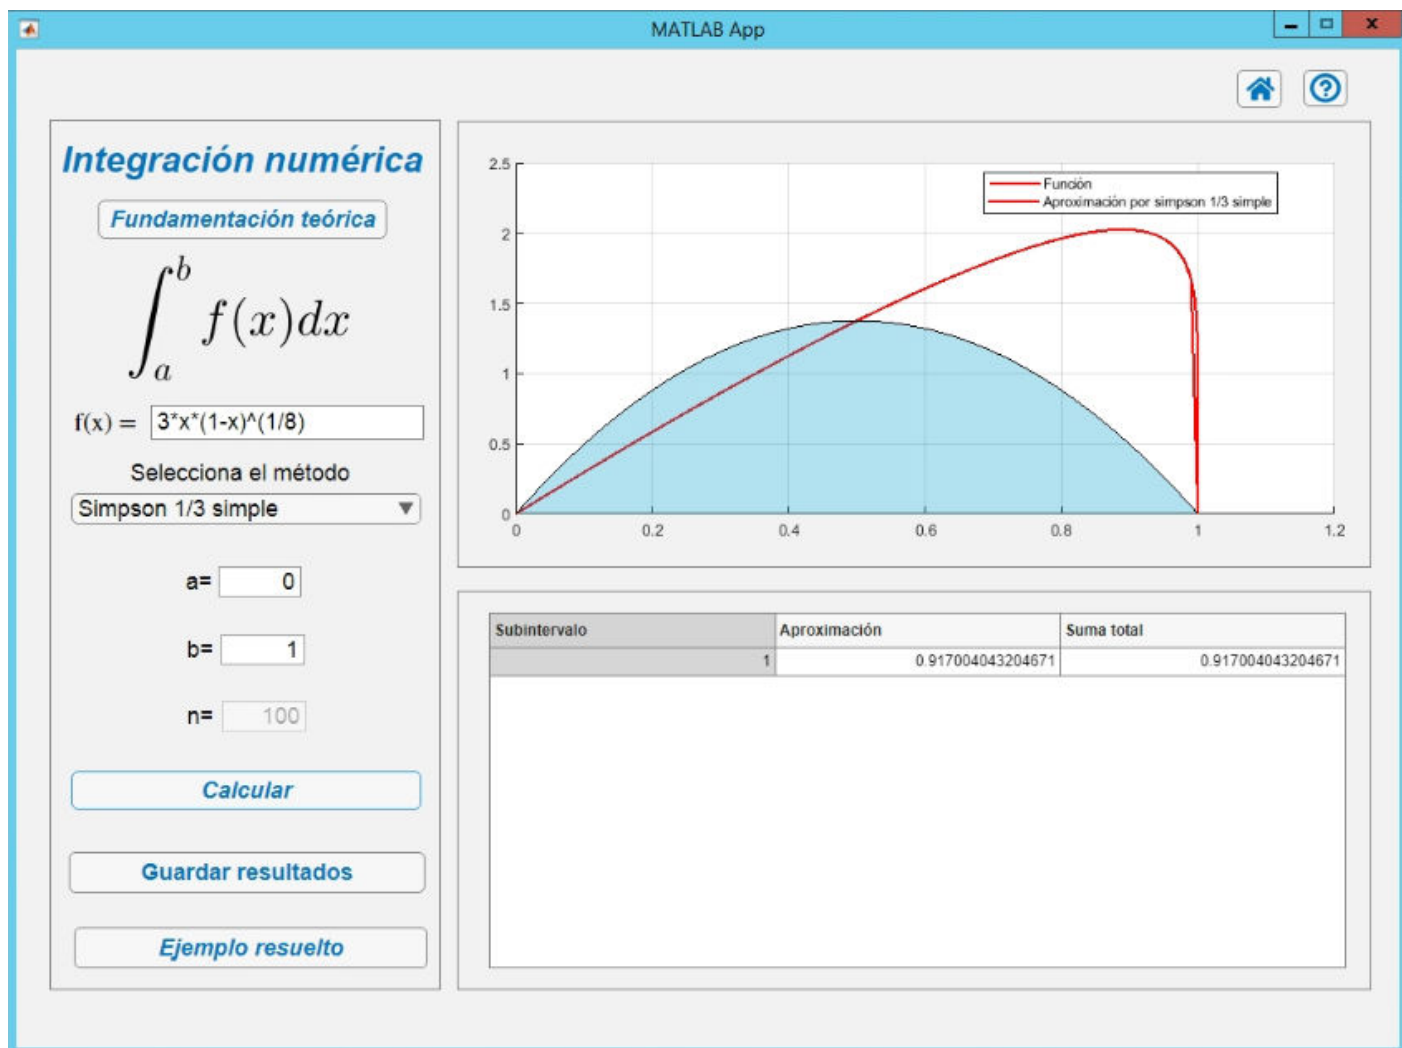 MATLAB App
Integración numérica
Fundamentación teórica
∫_a^b f(x)dx
f(x) = 3*x*(1-x)^(1/8)
Selecciona el método
Simpson 1/3 simple
a= 0
b= 1
n= 100
Calcular
Guardar resultados
Ejemplo resuelto
2.5
2
1.5
1
0.5
0
0 0.2 0.4 0.6 0.8 1 1.2
Función
Aproximación por simpson 1/3 simple
Subintervalo Aproximación Suma total
1 0.917004043204671 0.917004043204671